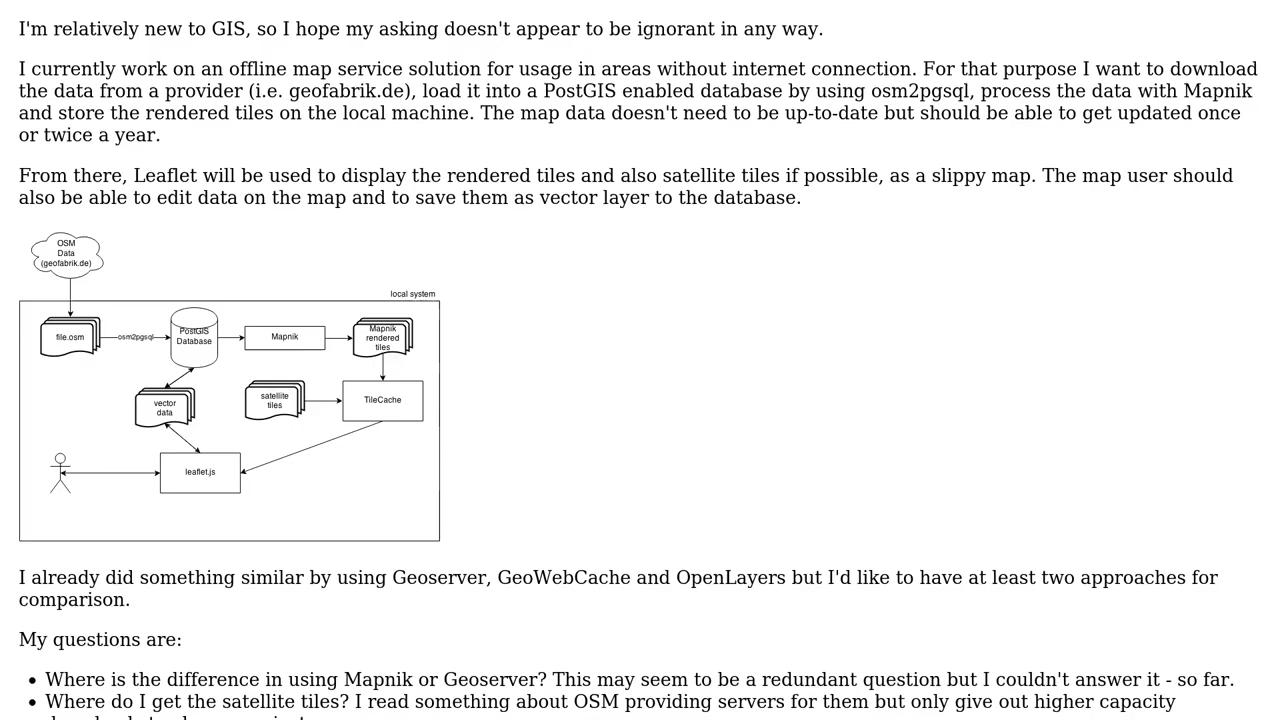 I'm relatively new to GIS, so I hope my asking doesn't appear to be ignorant in any way.
I currently work on an offline map service solution for usage in areas without internet connection. For that purpose I want to download
the data from a provider (i.e. geofabrik.de), load it into a PostGIS enabled database by using osm2pgsql, process the data with Mapnik
and store the rendered tiles on the local machine. The map data doesn't need to be up-to-date but should be able to get updated once
or twice a year.
From there, Leaflet will be used to display the rendered tiles and also satellite tiles if possible, as a slippy map. The map user should
also be able to edit data on the map and to save them as vector layer to the database.
OSM
Data
(geofabrik.de)
local system
file.osm
osm2pgsql
PostGIS
Database
Mapnik
Mapnik
rendered
tiles
vector
data
satellite
tiles
TileCache
leaflet.js
I already did something similar by using Geoserver, GeoWebCache and OpenLayers but I'd like to have at least two approaches for
comparison.
My questions are:
• Where is the difference in using Mapnik or Geoserver? This may seem to be a redundant question but I couldn't answer it - so far.
• Where do I get the satellite tiles? I read something about OSM providing servers for them but only give out higher capacity